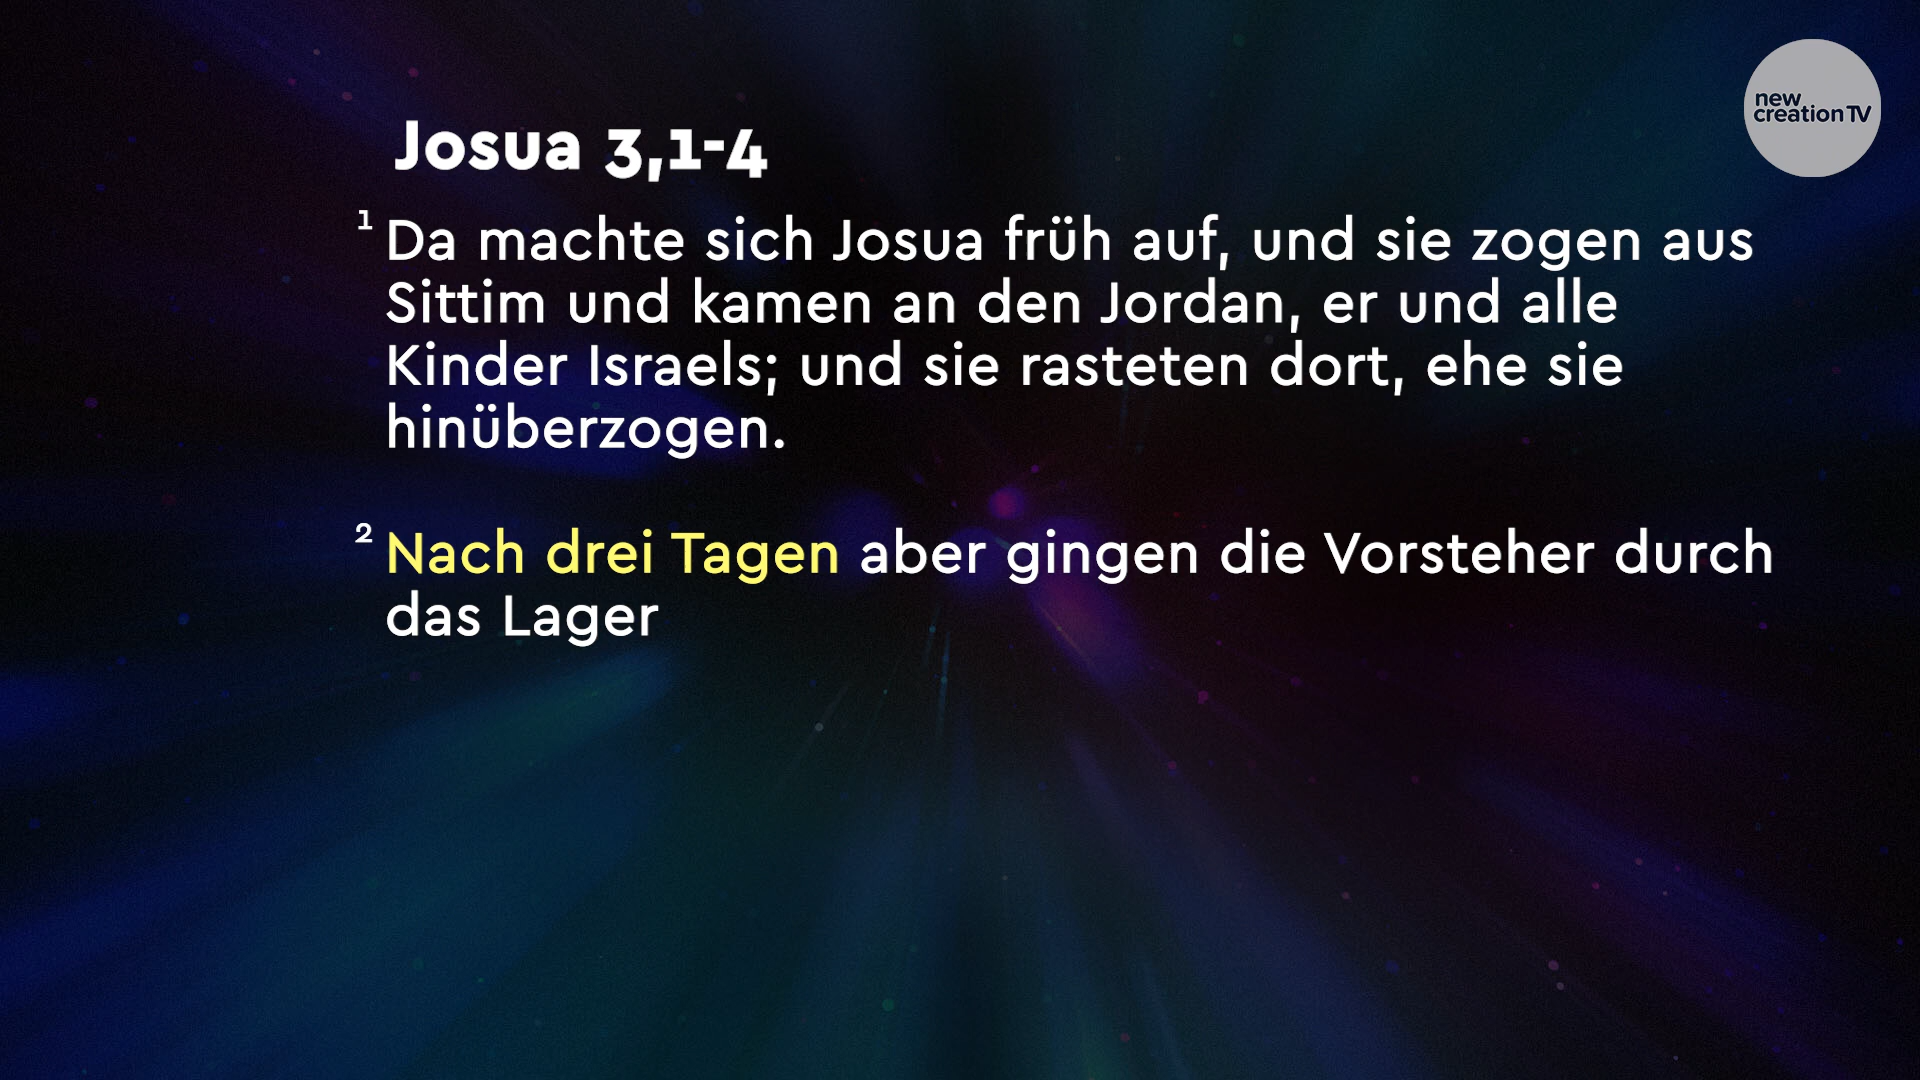 new
creation TV
Josua 3,1-4
1 Da machte sich Josua früh auf, und sie zogen aus
Sittim und kamen an den Jordan, er und alle
Kinder Israels; und sie rasteten dort, ehe sie
hinüberzogen.
2 Nach drei Tagen aber gingen die Vorsteher durch
das Lager